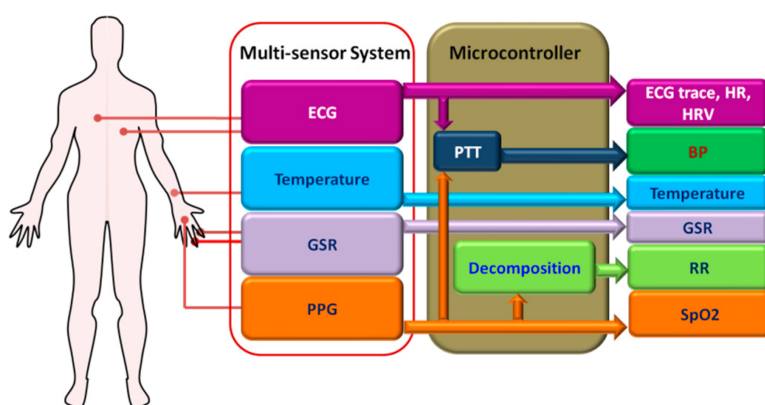 Multi-sensor System
Microcontroller
ECG
ECG trace, HR,
HRV
PTT
BP
Temperature
Temperature
GSR
GSR
Decomposition
RR
PPG
SpO2